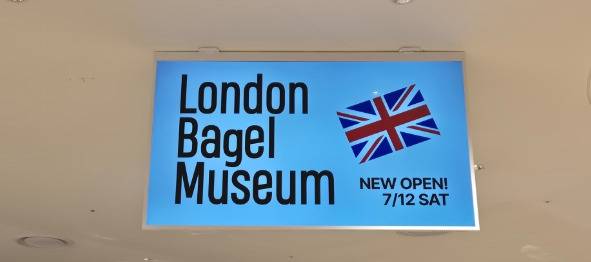 London
Bagel
Museum
NEW OPEN!
7/12 SAT